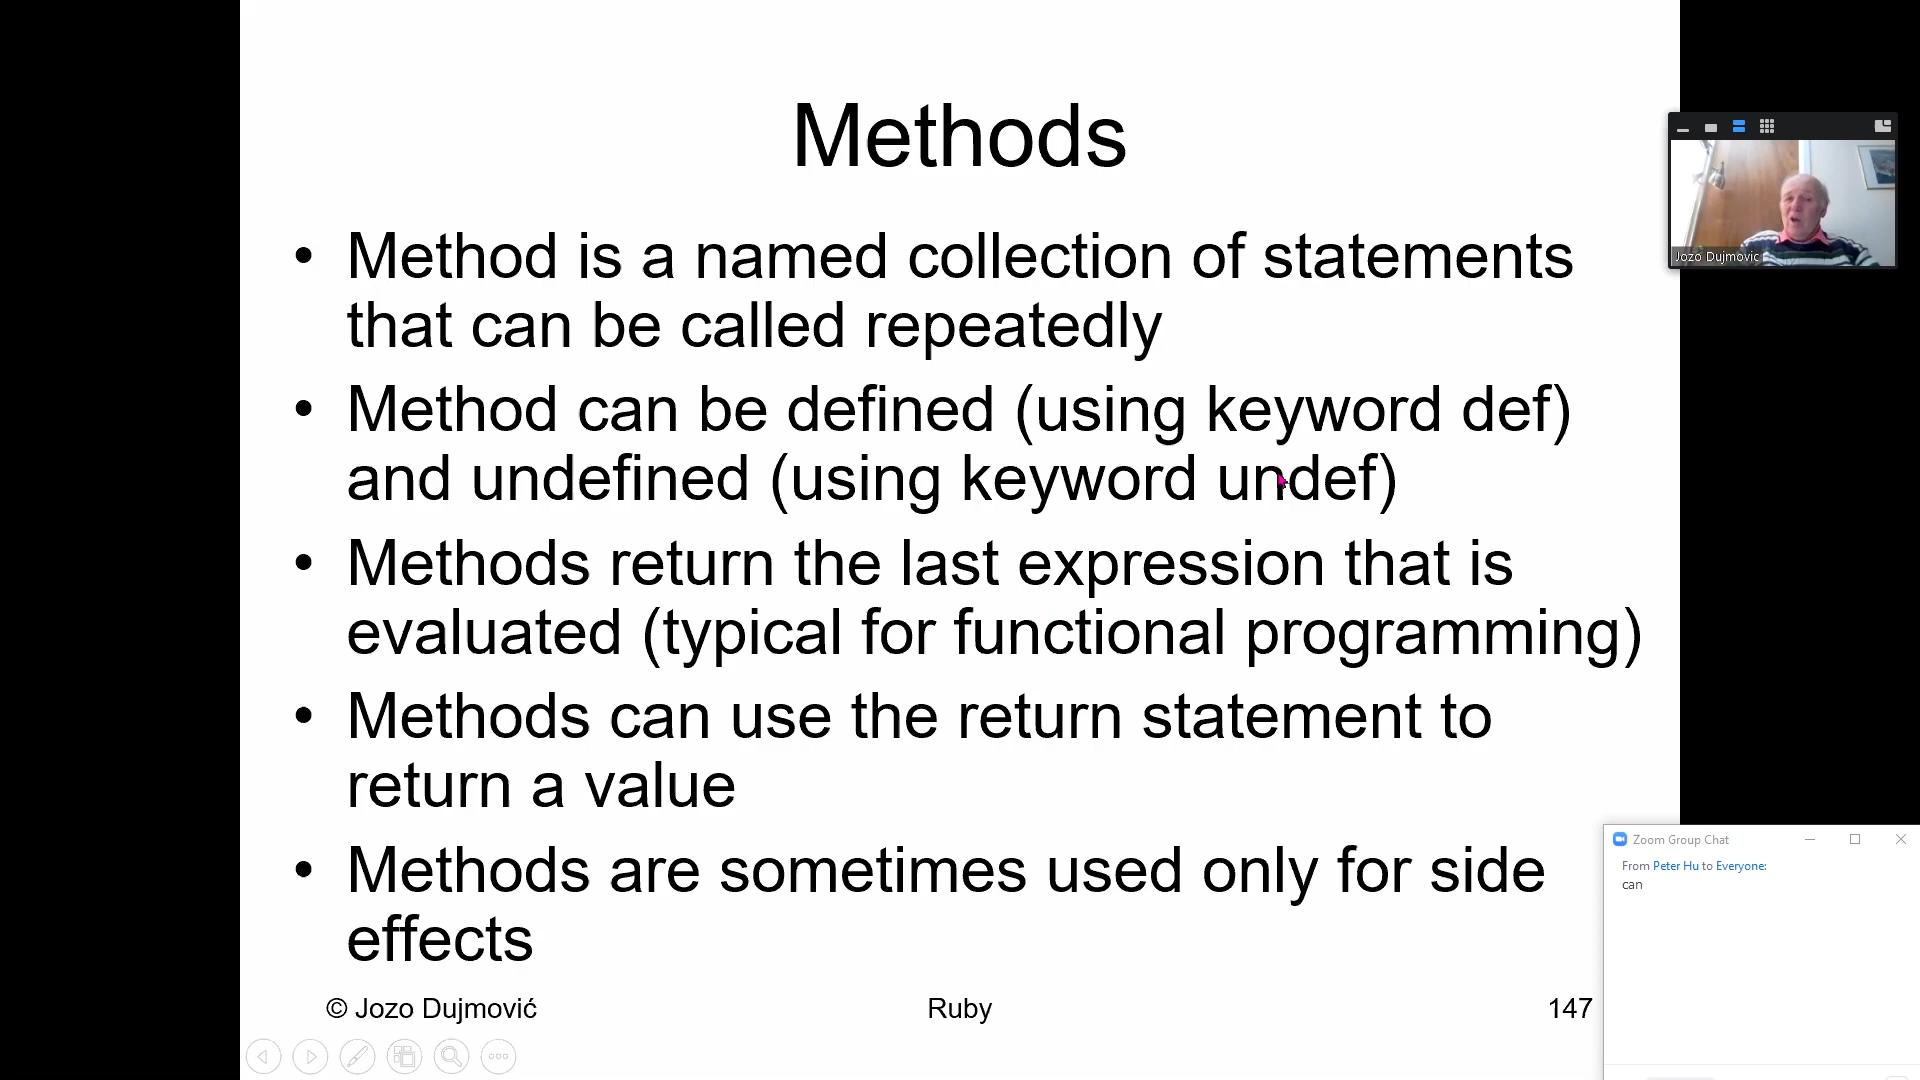 Methods
• Method is a named collection of statements
that can be called repeatedly
• Method can be defined (using keyword def)
and undefined (using keyword undef)
• Methods return the last expression that is
evaluated (typical for functional programming)
• Methods can use the return statement to
return a value
• Methods are sometimes used only for side
effects
© Jozo Dujmović
Ruby
147
Jozo Dujmovic
Zoom Group Chat
From Peter Hu to Everyone:
can